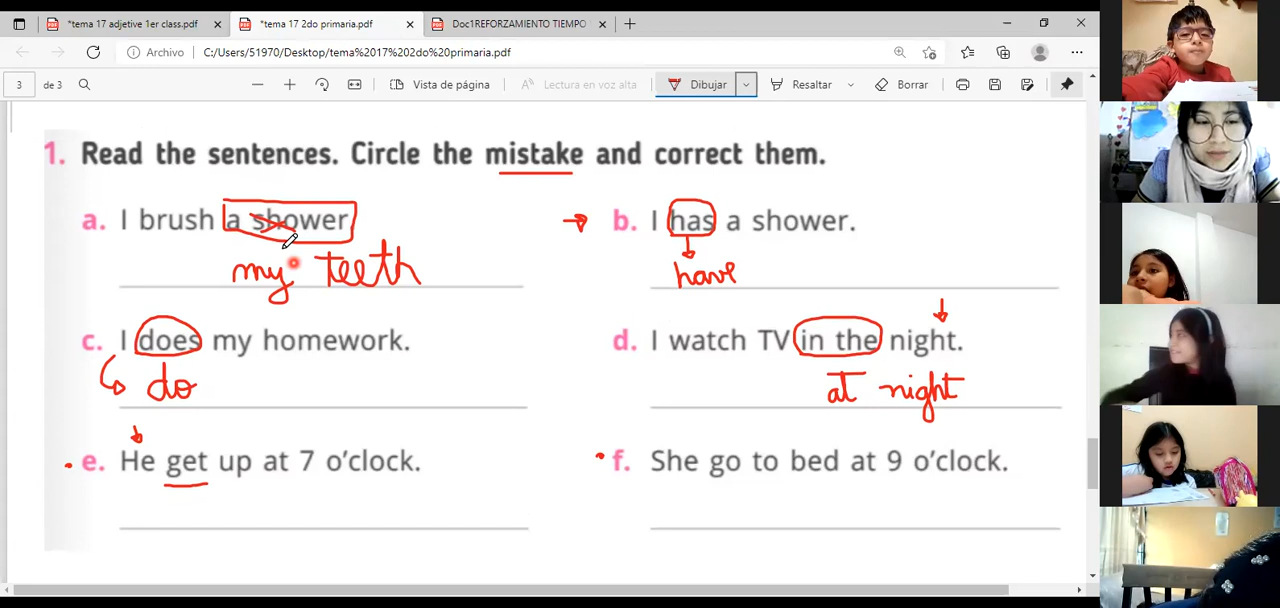 *tema 17 adjetive 1er class.pdf
*tema 17 2do primaria.pdf
Doc1REFORZAMIENTO TIEMPO
Archivo
C:/Users/51970/Desktop/tema%2017%202do%20primaria.pdf
3 de 3
Vista de página
Lectura en voz alta
Dibujar
Resaltar
Borrar
1. Read the sentences. Circle the mistake and correct them.
a. I brush a shower
my teeth
b. I has a shower.
have
c. I does my homework.
do
d. I watch TV in the night.
at night
e. He get up at 7 o'clock.
f. She go to bed at 9 o'clock.